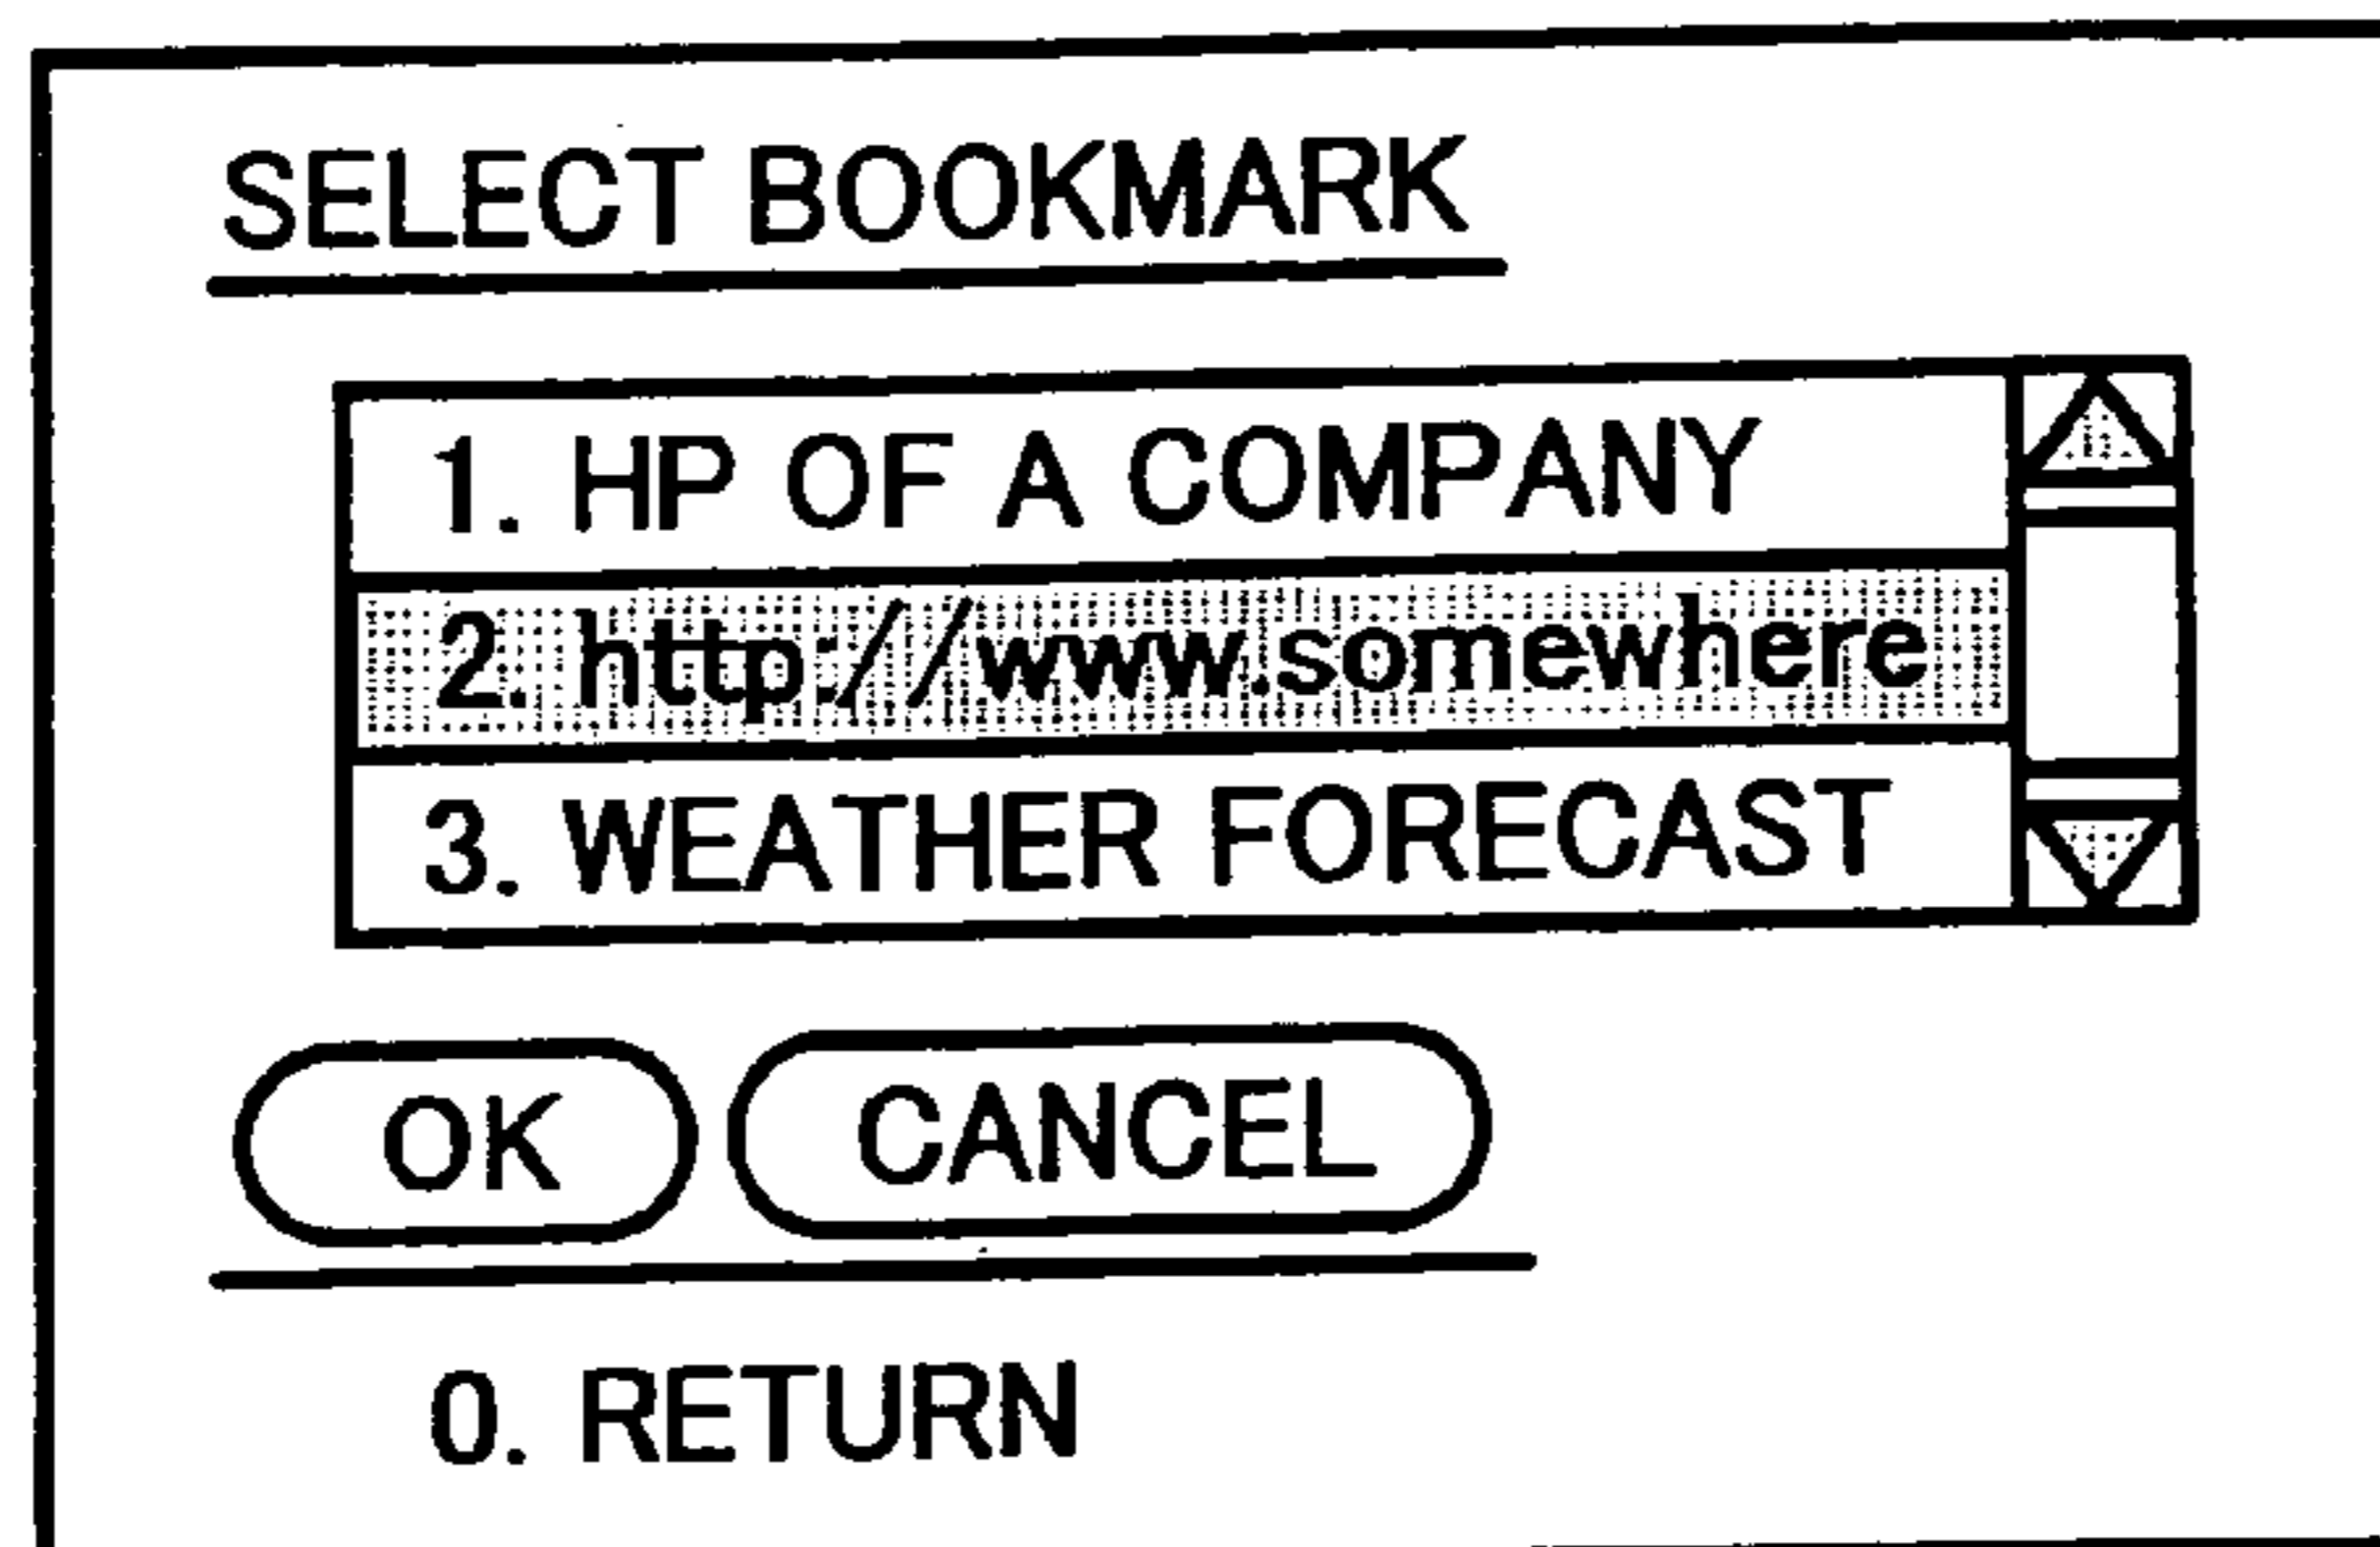 SELECT BOOKMARK
1. HP OF A COMPANY
2. http://www.somewhere
3. WEATHER FORECAST
OK CANCEL
0. RETURN